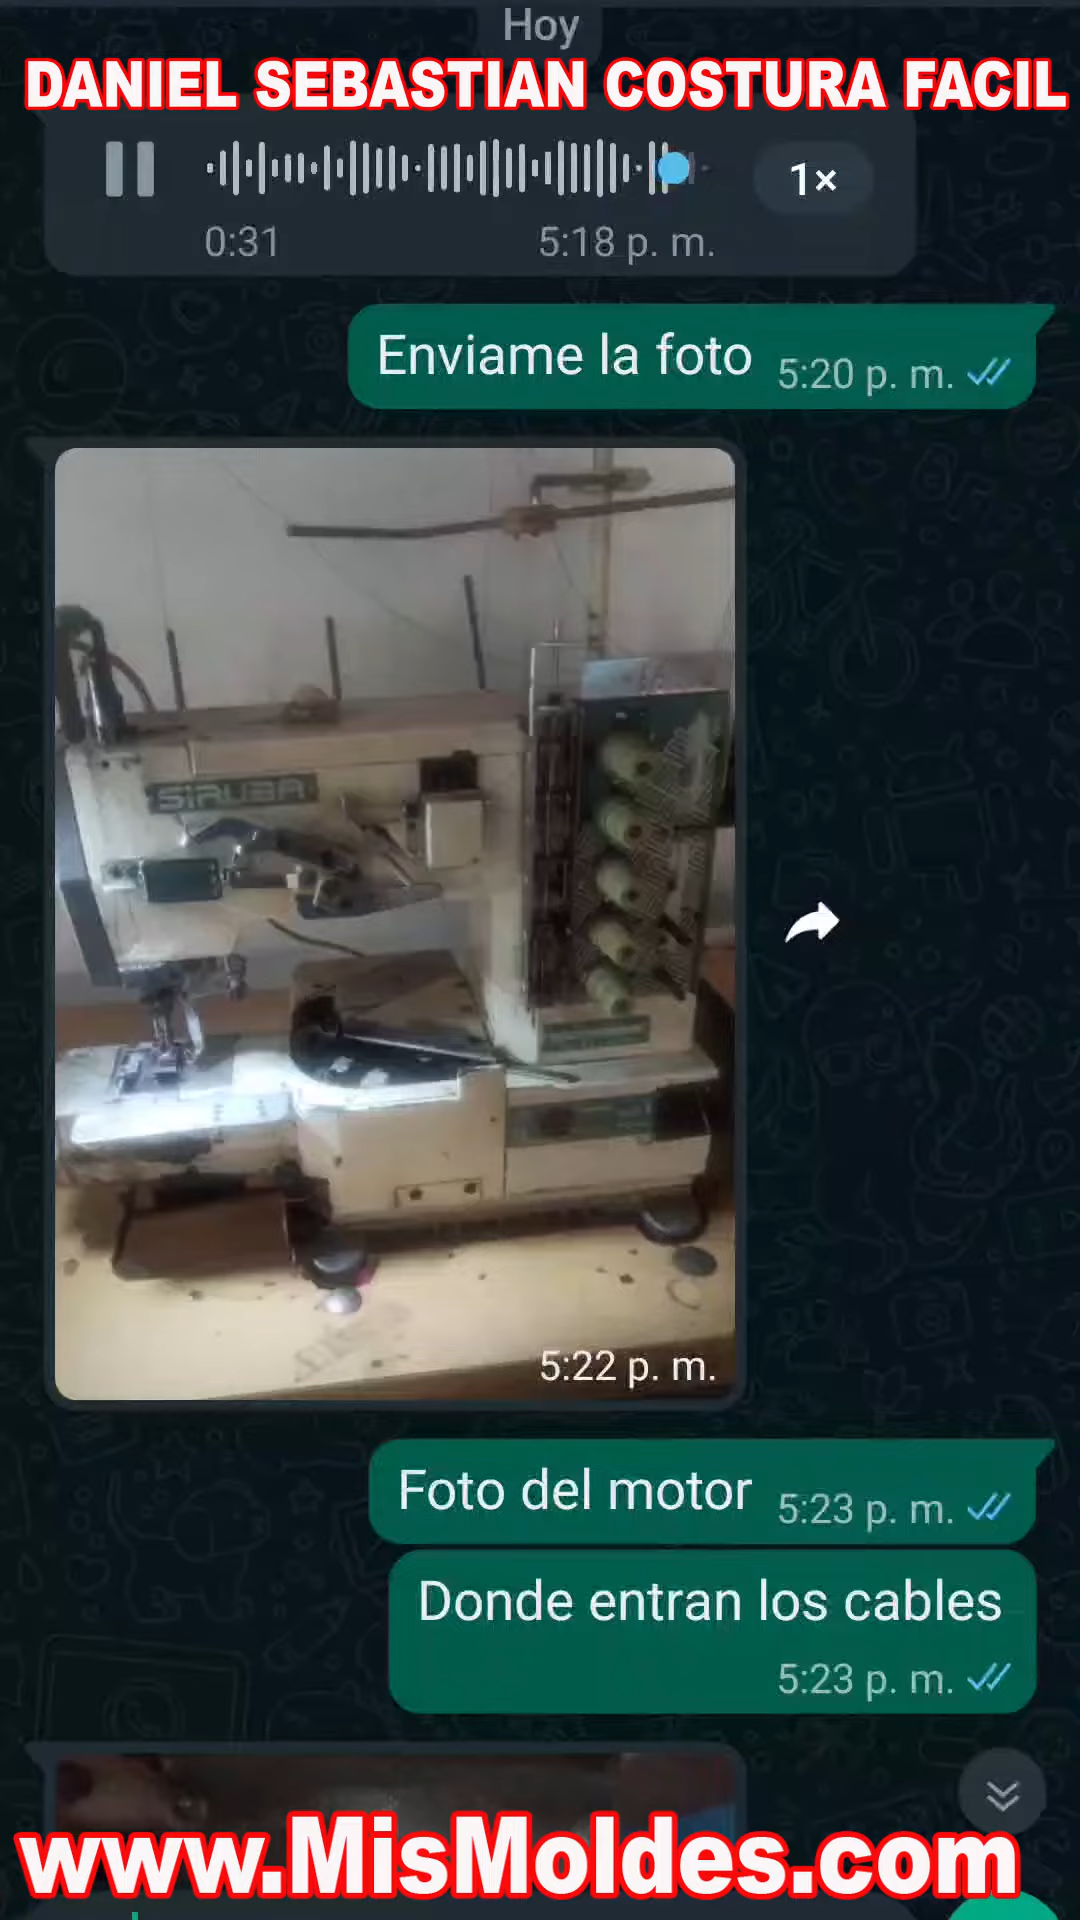 Hoy
DANIEL SEBASTIAN COSTURA FACIL
1×
0:31 5:18 p. m.
Enviame la foto 5:20 p. m.
SIRUBA
5:22 p. m.
Foto del motor 5:23 p. m.
Donde entran los cables
5:23 p. m.
www.MisMoldes.com